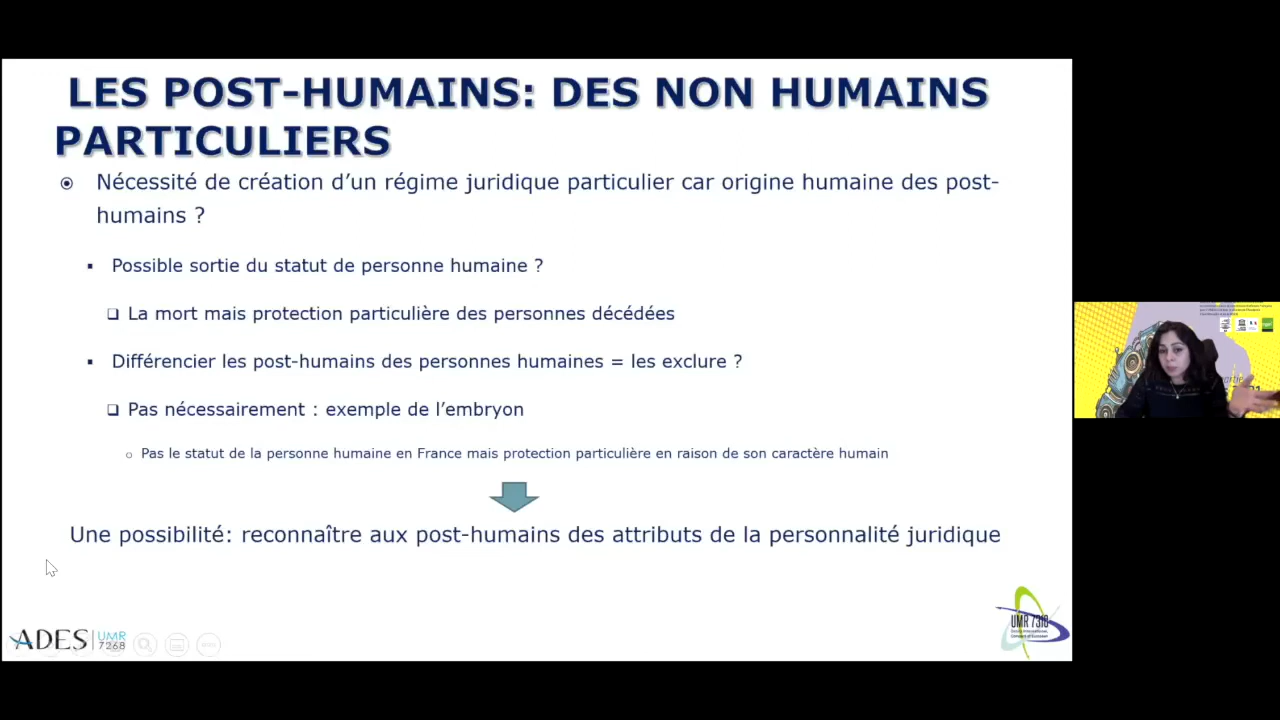 LES POST-HUMAINS: DES NON HUMAINS
PARTICULIERS
Nécessité de création d’un régime juridique particulier car origine humaine des post-
humains ?
Possible sortie du statut de personne humaine ?
La mort mais protection particulière des personnes décédées
Différencier les post-humains des personnes humaines = les exclure ?
Pas nécessairement : exemple de l’embryon
Pas le statut de la personne humaine en France mais protection particulière en raison de son caractère humain
Une possibilité: reconnaître aux post-humains des attributs de la personnalité juridique
ADES UMR
7268
UMR 7318